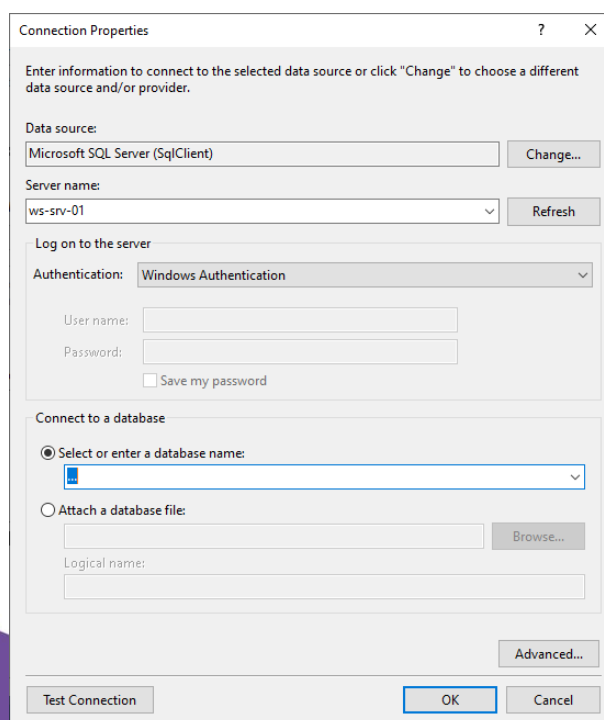 Connection Properties ? ×
Enter information to connect to the selected data source or click "Change" to choose a different
data source and/or provider.
Data source:
Microsoft SQL Server (SqlClient)
Change...
Server name:
ws-srv-01
Refresh
Log on to the server
Authentication: Windows Authentication
User name:
Password:
Save my password
Connect to a database
Select or enter a database name:
...
Attach a database file:
Browse...
Logical name:
Advanced...
Test Connection OK Cancel